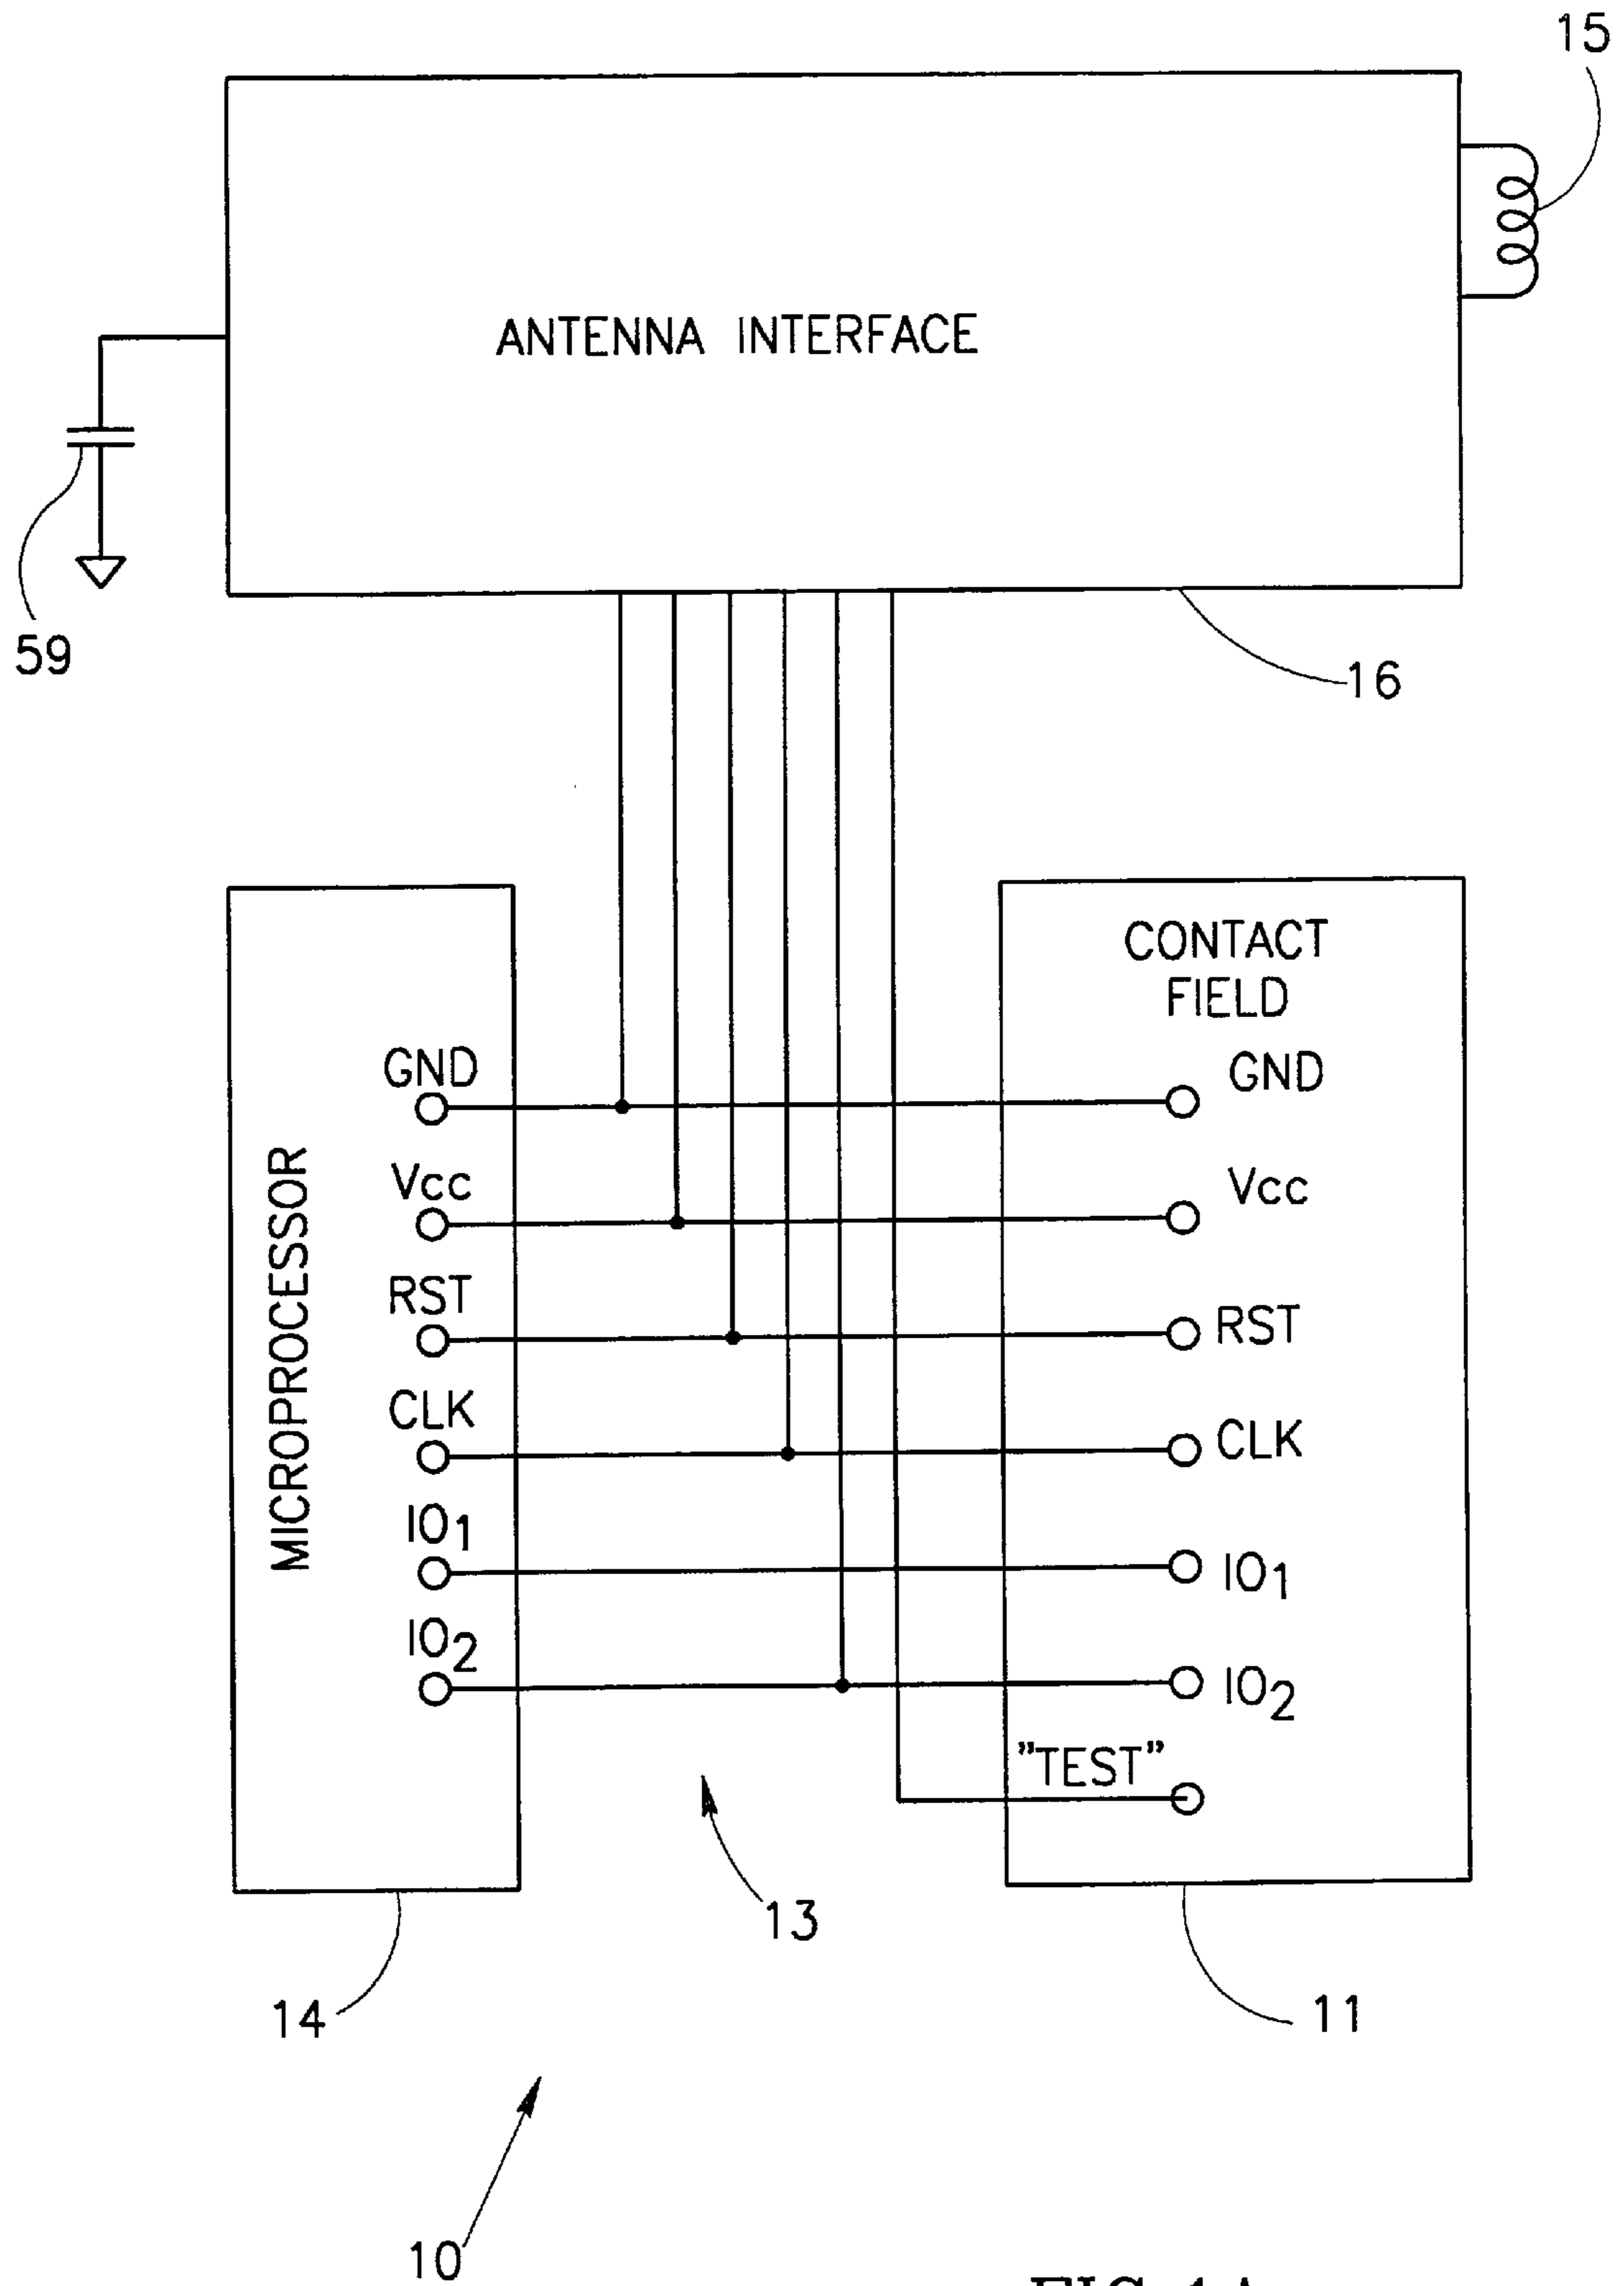 15
ANTENNA INTERFACE
59
16
CONTACT
FIELD
MICROPROCESSOR
GND
GND
Vcc
Vcc
RST
RST
CLK
CLK
IO1
IO1
IO2
IO2
"TEST"
13
14
11
10